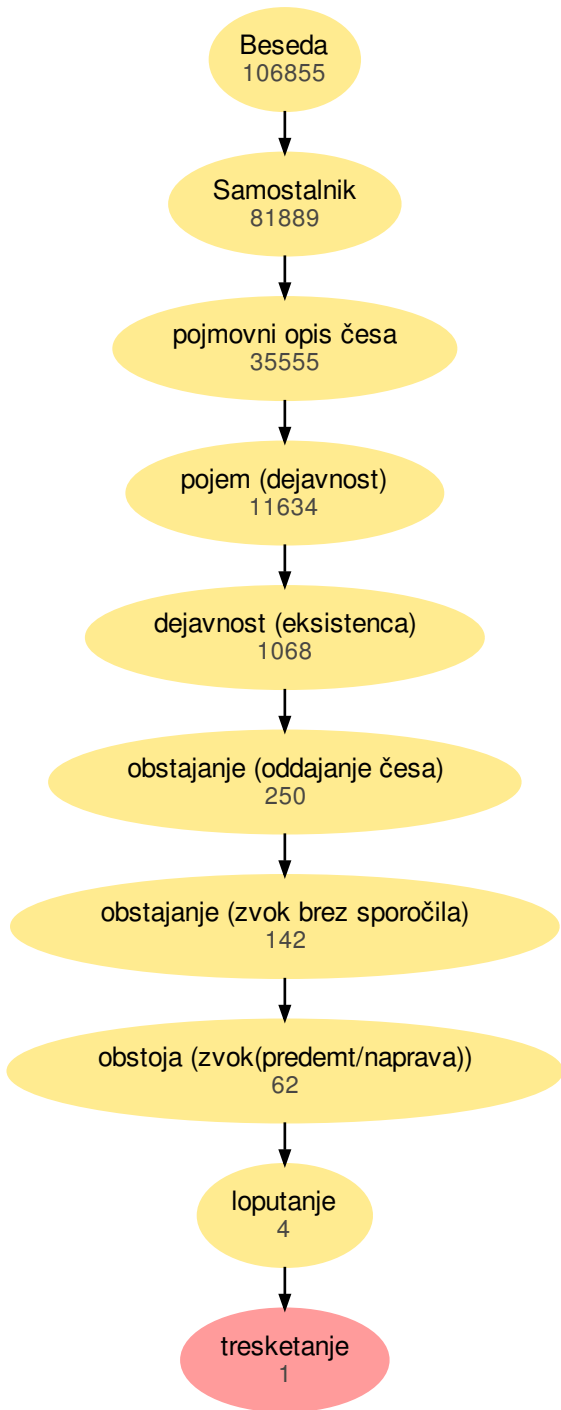 Beseda
106855
Samostalnik
81889
pojmovni opis česa
35555
pojem (dejavnost)
11634
dejavnost (eksistenca)
1068
obstajanje (oddajanje česa)
250
obstajanje (zvok brez sporočila)
142
obstoja (zvok(predemt/naprava))
62
loputanje
4
tresketanje
1